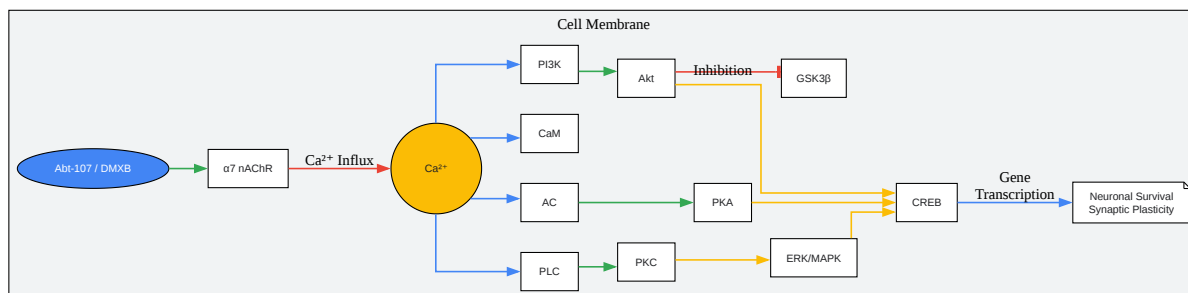 Cell Membrane
PI3K
Akt
Inhibition
GSK3β
CaM
Abt-107 / DMXB
α7 nAChR
Ca²⁺ Influx
Ca²⁺
AC
PKA
CREB
Gene
Transcription
Neuronal Survival
Synaptic Plasticity
PLC
PKC
ERK/MAPK